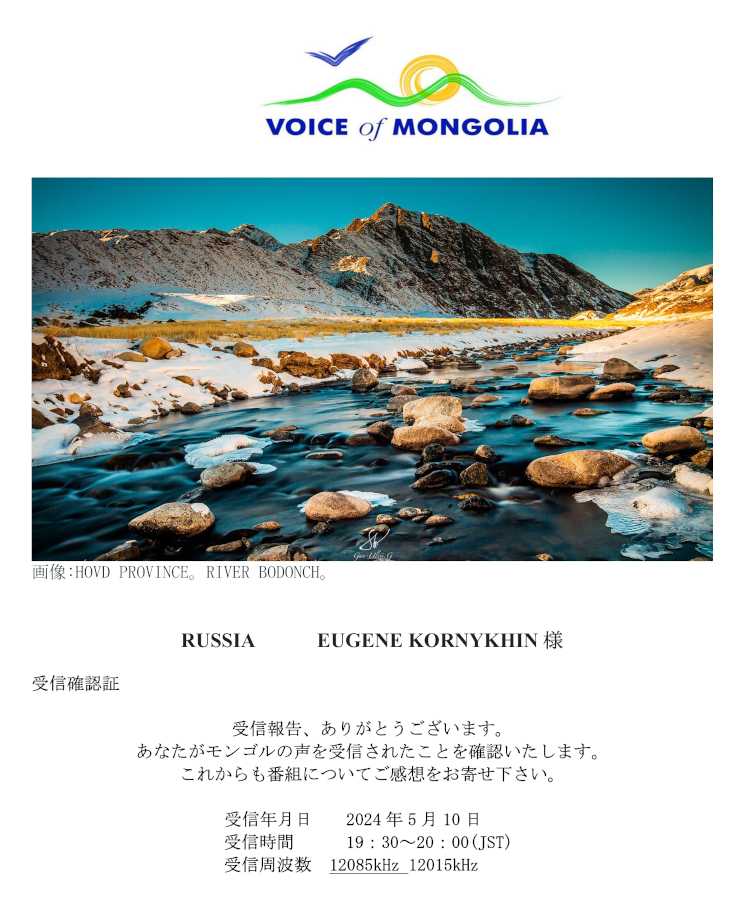 VOICE of MONGOLIA
画像:HOVD PROVINCE。RIVER BODONCH。
RUSSIA EUGENE KORNYKHIN 様
受信確認証
受信報告、ありがとうございます。
あなたがモンゴルの声を受信されたことを確認いたします。
これからも番組についてご感想をお寄せ下さい。
受信年月日 2024 年 5 月 10 日
受信時間 19：30～20：00(JST)
受信周波数 12085kHz 12015kHz